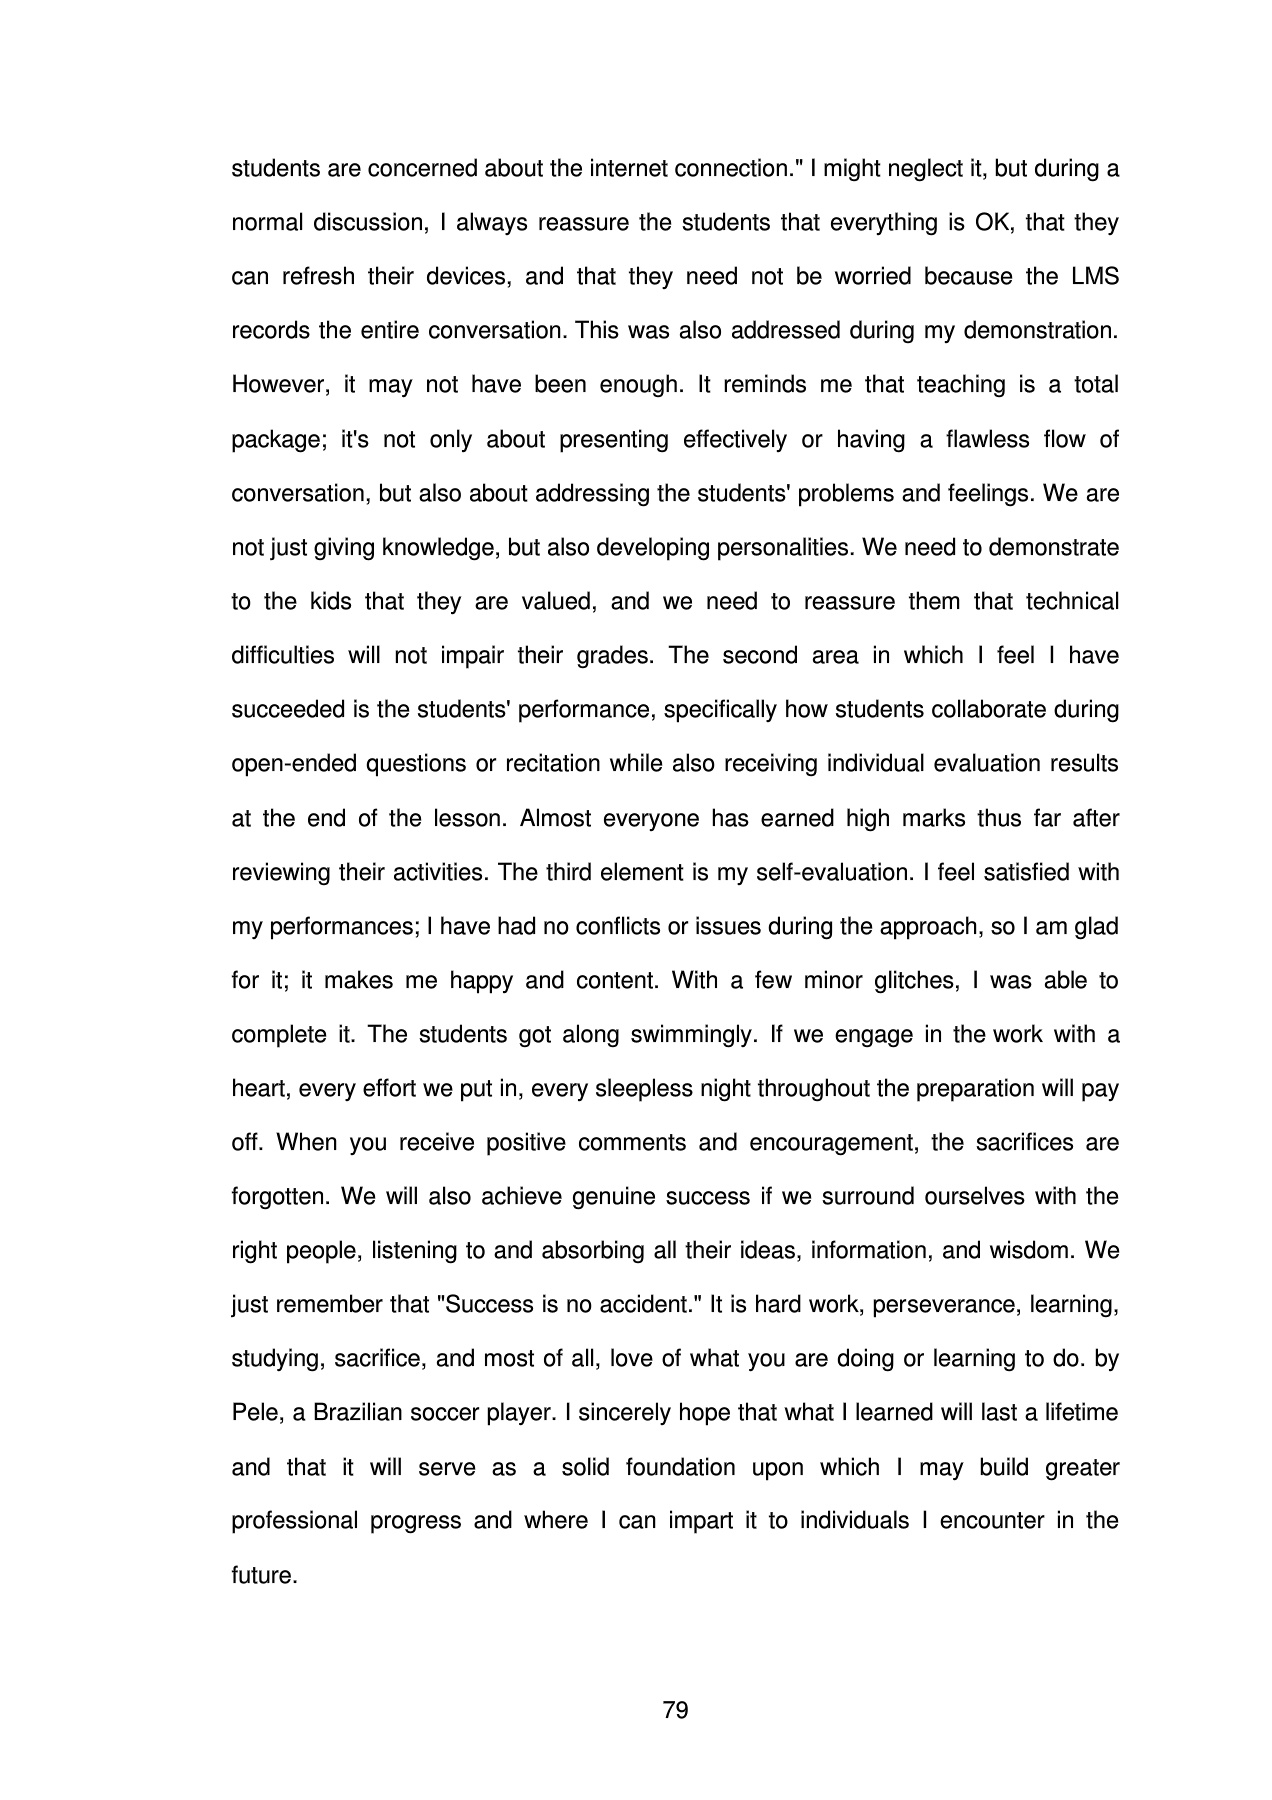 students are concerned about the internet connection." I might neglect it, but during a
normal discussion, I always reassure the students that everything is OK, that they
can refresh their devices, and that they need not be worried because the LMS
records the entire conversation. This was also addressed during my demonstration.
However, it may not have been enough. It reminds me that teaching is a total
package; it's not only about presenting effectively or having a flawless flow of
conversation, but also about addressing the students' problems and feelings. We are
not just giving knowledge, but also developing personalities. We need to demonstrate
to the kids that they are valued, and we need to reassure them that technical
difficulties will not impair their grades. The second area in which I feel I have
succeeded is the students' performance, specifically how students collaborate during
open-ended questions or recitation while also receiving individual evaluation results
at the end of the lesson. Almost everyone has earned high marks thus far after
reviewing their activities. The third element is my self-evaluation. I feel satisfied with
my performances; I have had no conflicts or issues during the approach, so I am glad
for it; it makes me happy and content. With a few minor glitches, I was able to
complete it. The students got along swimmingly. If we engage in the work with a
heart, every effort we put in, every sleepless night throughout the preparation will pay
off. When you receive positive comments and encouragement, the sacrifices are
forgotten. We will also achieve genuine success if we surround ourselves with the
right people, listening to and absorbing all their ideas, information, and wisdom. We
just remember that "Success is no accident." It is hard work, perseverance, learning,
studying, sacrifice, and most of all, love of what you are doing or learning to do. by
Pele, a Brazilian soccer player. I sincerely hope that what I learned will last a lifetime
and that it will serve as a solid foundation upon which I may build greater
professional progress and where I can impart it to individuals I encounter in the
future.
79